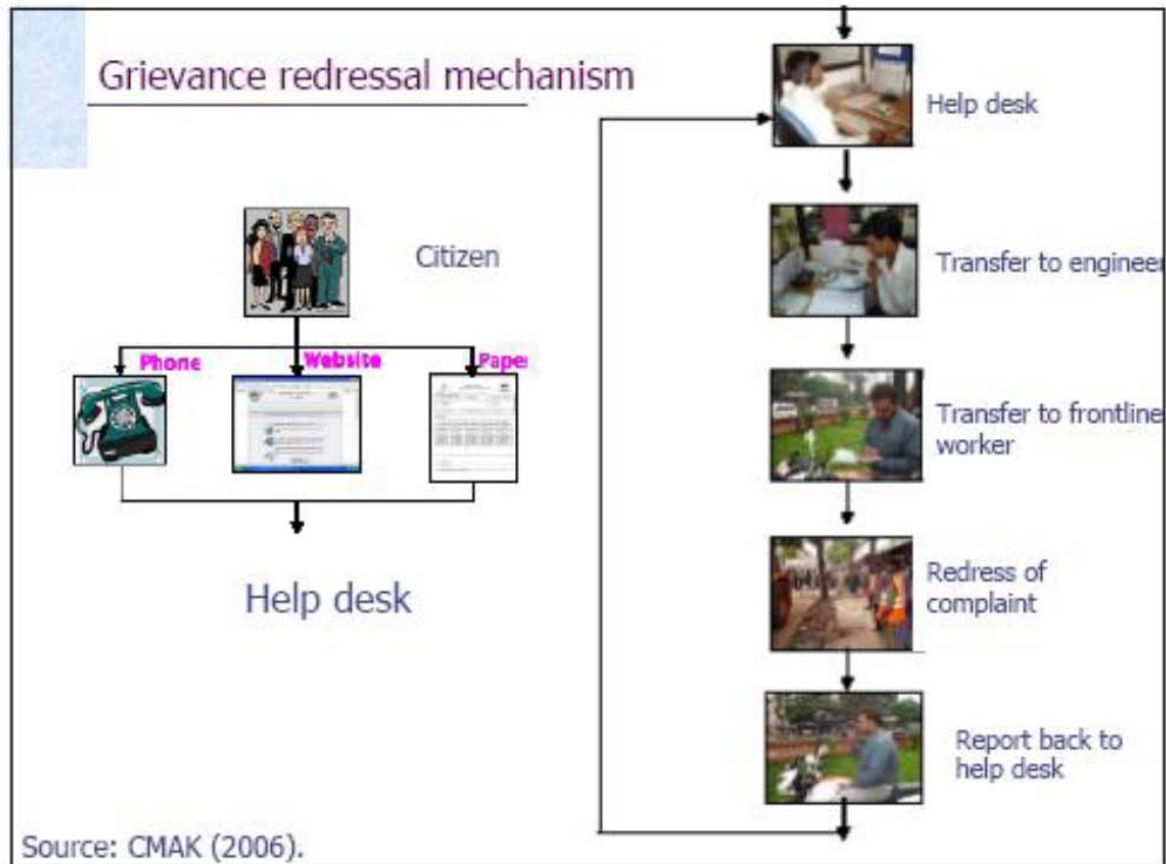 Grievance redressal mechanism
Citizen
Phone
Website
Pape
Help desk
Help desk
Transfer to engineer
Transfer to frontline
worker
Redress of
complaint
Report back to
help desk
Source: CMAK (2006).